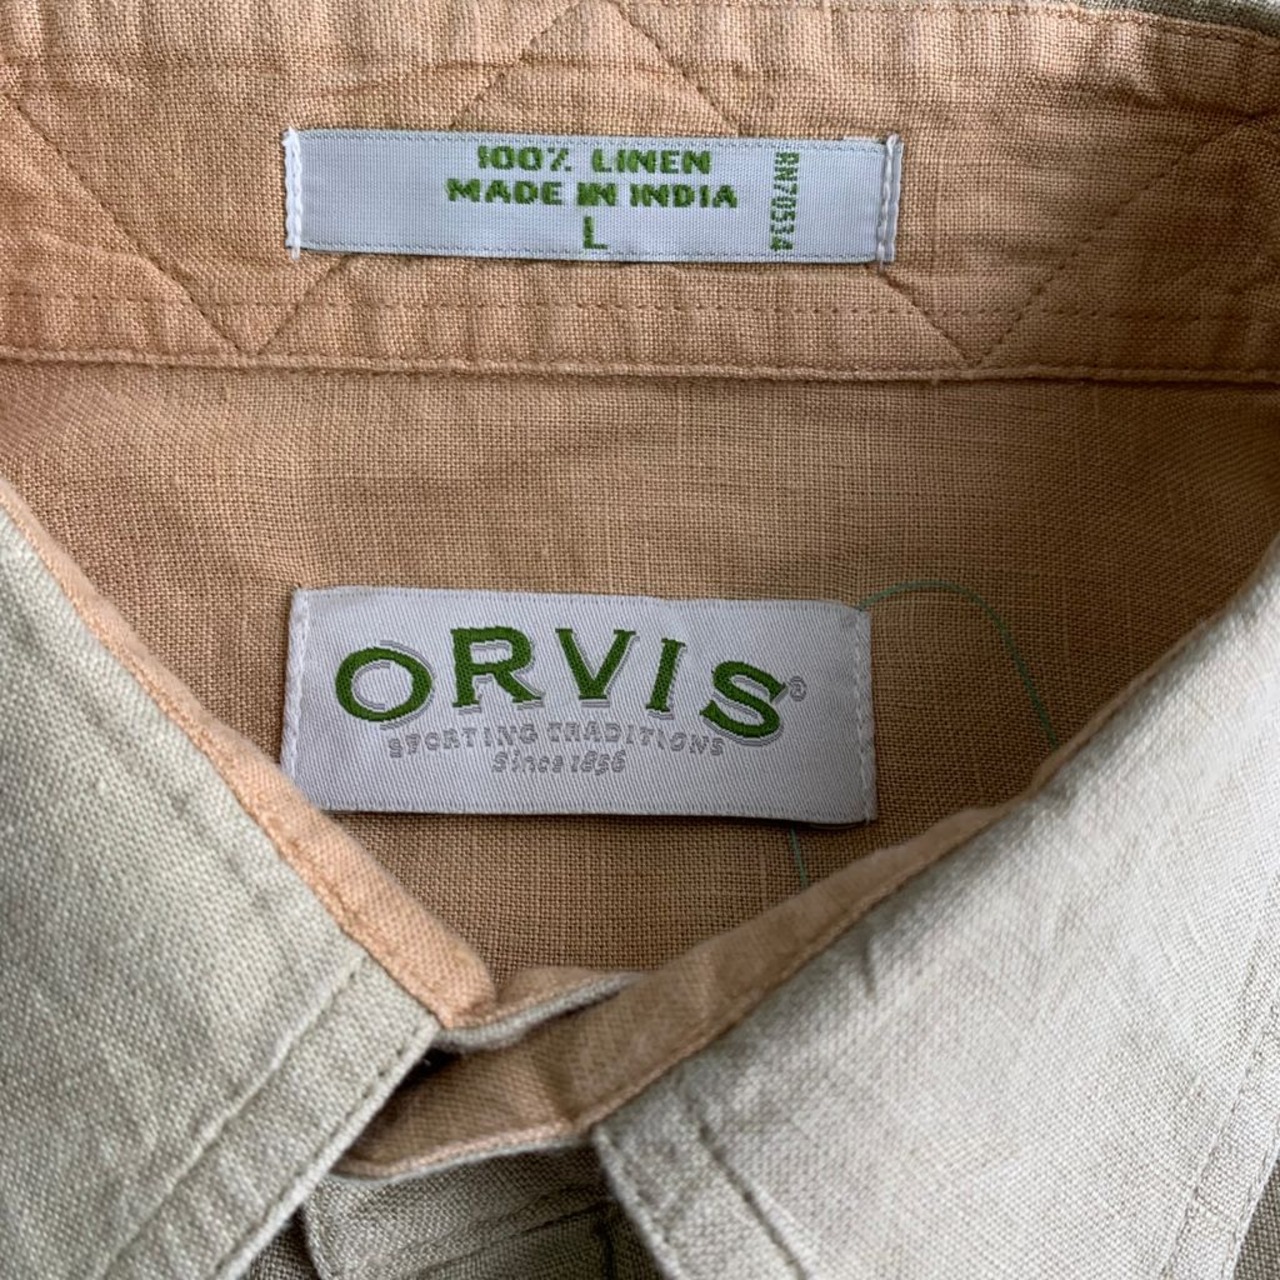 100% LINEN
MADE IN INDIA
L
RN70534
ORVIS®
SPORTING TRADITIONS
Since 1856